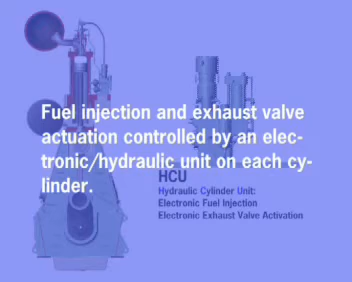 Fuel injection and exhaust valve
actuation controlled by an elec-
tronic/hydraulic unit on each cy-
linder.
HCU
Hydraulic Cylinder Unit:
Electronic Fuel Injection
Electronic Exhaust Valve Activation